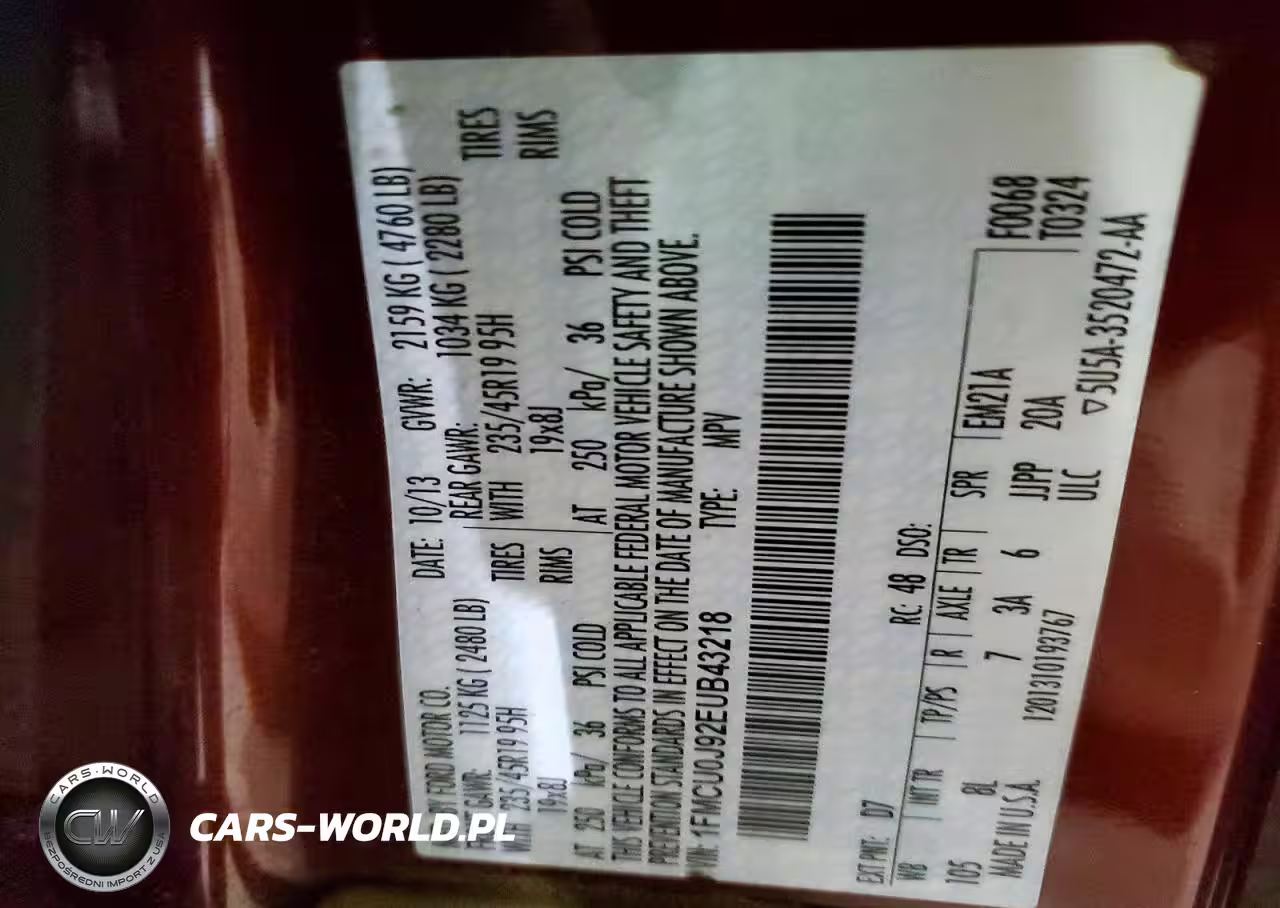 BY FORD MOTOR CO.
DATE: 10/13 GVWR: 2159 KG ( 4760 LB)
GAWR: 1125 KG ( 2480 LB) REAR GAWR: 1034 KG ( 2280 LB)
WITH 235/45R19 95H TIRES WITH 235/45R19 95H TIRES
19x8J RIMS 19x8J RIMS
AT 250 kPa/ 36 PSI COLD AT 250 kPa/ 36 PSI COLD
THIS VEHICLE CONFORMS TO ALL APPLICABLE FEDERAL MOTOR VEHICLE SAFETY AND THEFT
PREVENTION STANDARDS IN EFFECT ON THE DATE OF MANUFACTURE SHOWN ABOVE.
VIN: 1FMCU0J92EUB43218 TYPE: MPV
EXT PNT: D7 RC: 48 DSO:
WB INT TR TP/PS R AXLE TR SPR EM21A F0068
105 8L 7 3A 6 JJPP 20A T0324
MADE IN U.S.A. 1201310193767 ULC ▽5U5A-3520472-AA
CARS-WORLD
CW
BEZPOŚREDNI IMPORT Z USA
CARS-WORLD.PL